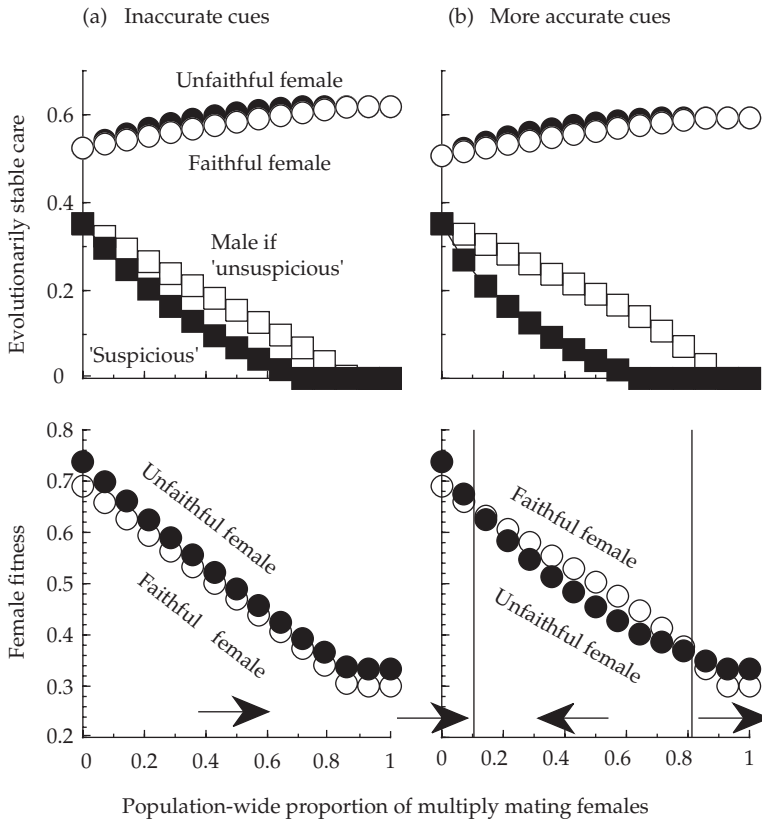 (a) Inaccurate cues
(b) More accurate cues
Evolutionarily stable care
0.6
0.4
0.2
0
Unfaithful female
Faithful female
Male if
'unsuspicious'
'Suspicious'
Female fitness
0.8
0.7
0.6
0.5
0.4
0.3
0.2
Unfaithful female
Faithful female
0 0.2 0.4 0.6 0.8 1
Faithful female
Unfaithful female
0 0.2 0.4 0.6 0.8 1
Population-wide proportion of multiply mating females